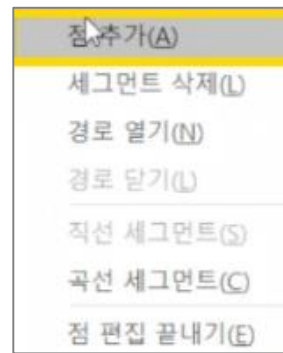 점 추가(A)
세그먼트 삭제(L)
경로 열기(N)
경로 닫기(L)
직선 세그먼트(S)
곡선 세그먼트(C)
점 편집 끝내기(E)